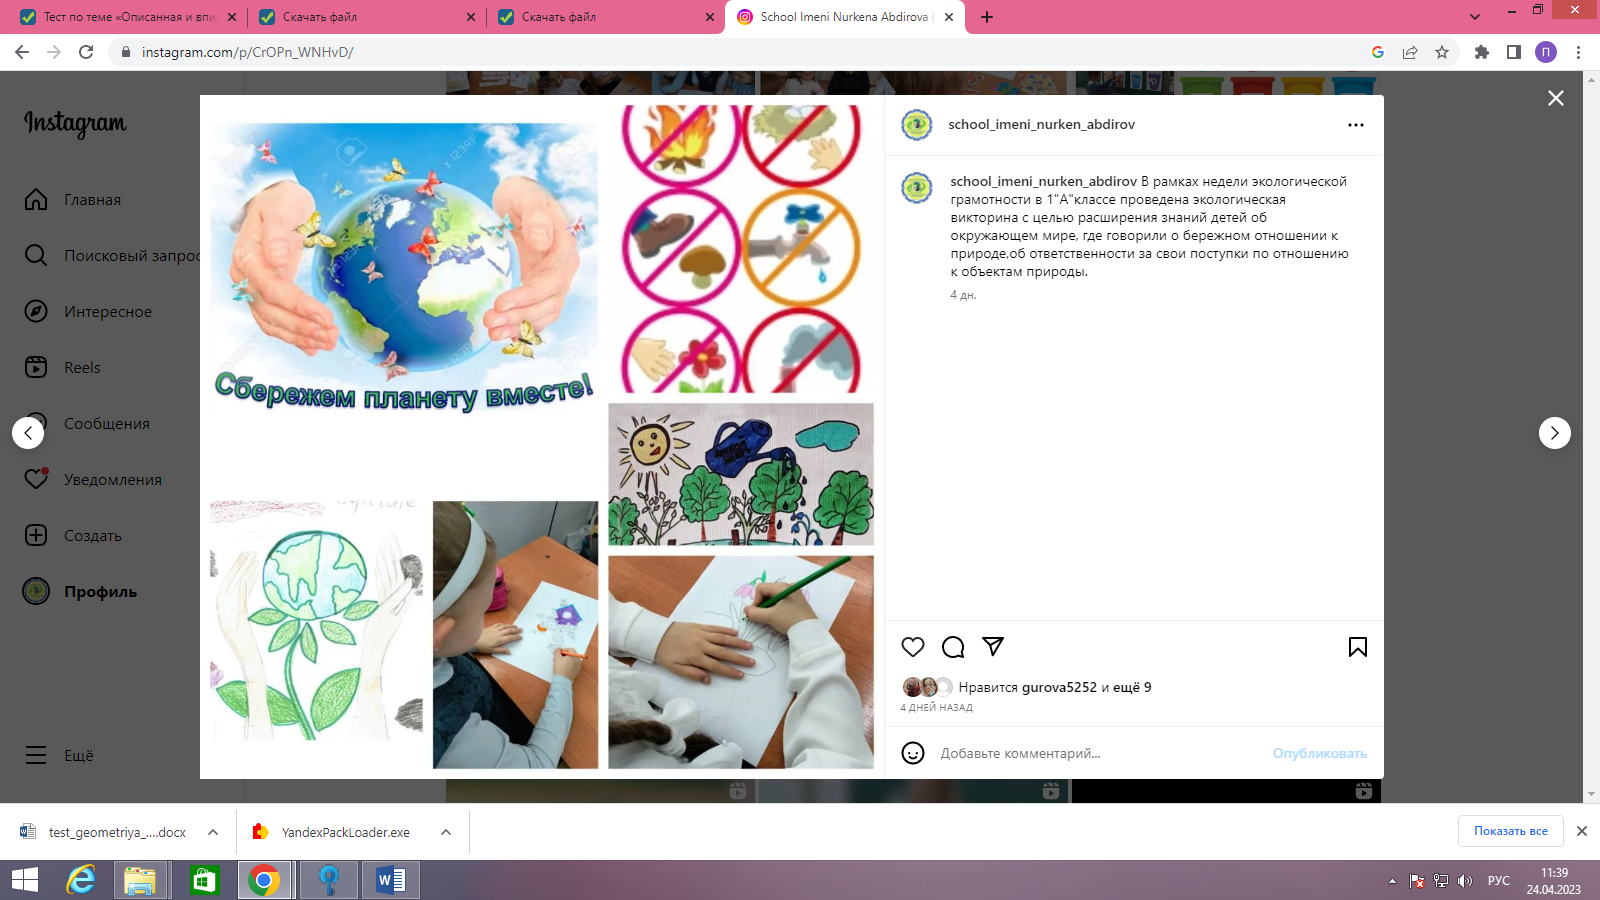 Тест по теме «Описанная и впи
Скачать файл
Скачать файл
School Imeni Nurkena Abdirova (
instagram.com/p/CrOPn_WNHvD/
П
Instagram
Главная
Поисковый запрос
Интересное
Reels
Сообщения
Уведомления
Создать
Профиль
Ещё
123RF
Сбережем планету вместе!
school_imeni_nurken_abdirov
school_imeni_nurken_abdirov В рамках недели экологической
грамотности в 1"А"классе проведена экологическая
викторина с целью расширения знаний детей об
окружающем мире, где говорили о бережном отношении к
природе,об ответственности за свои поступки по отношению
к объектам природы.
4 дн.
Нравится gurova5252 и ещё 9
4 ДНЕЙ НАЗАД
Добавьте комментарий...
Опубликовать
test_geometriya_....docx
YandexPackLoader.exe
Показать все
РУС
11:39
24.04.2023